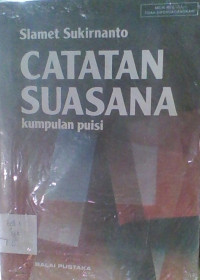 Slamet Sukirnanto
CATATAN
SUASANA
kumpulan puisi
BALAI PUSTAKA